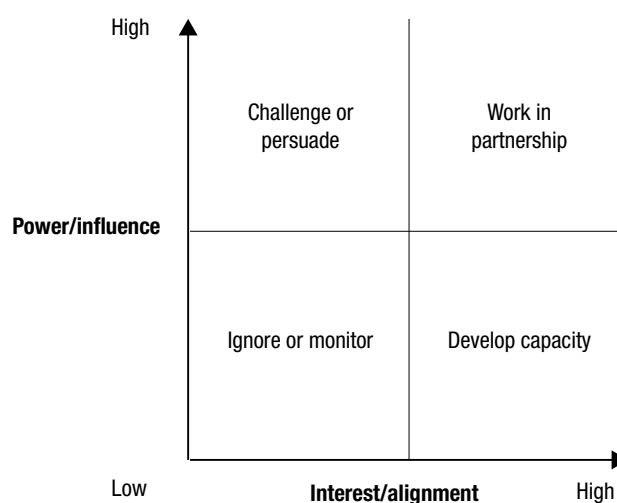 High
Challenge or
persuade
Work in
partnership
Power/influence
Ignore or monitor
Develop capacity
Low
Interest/alignment
High